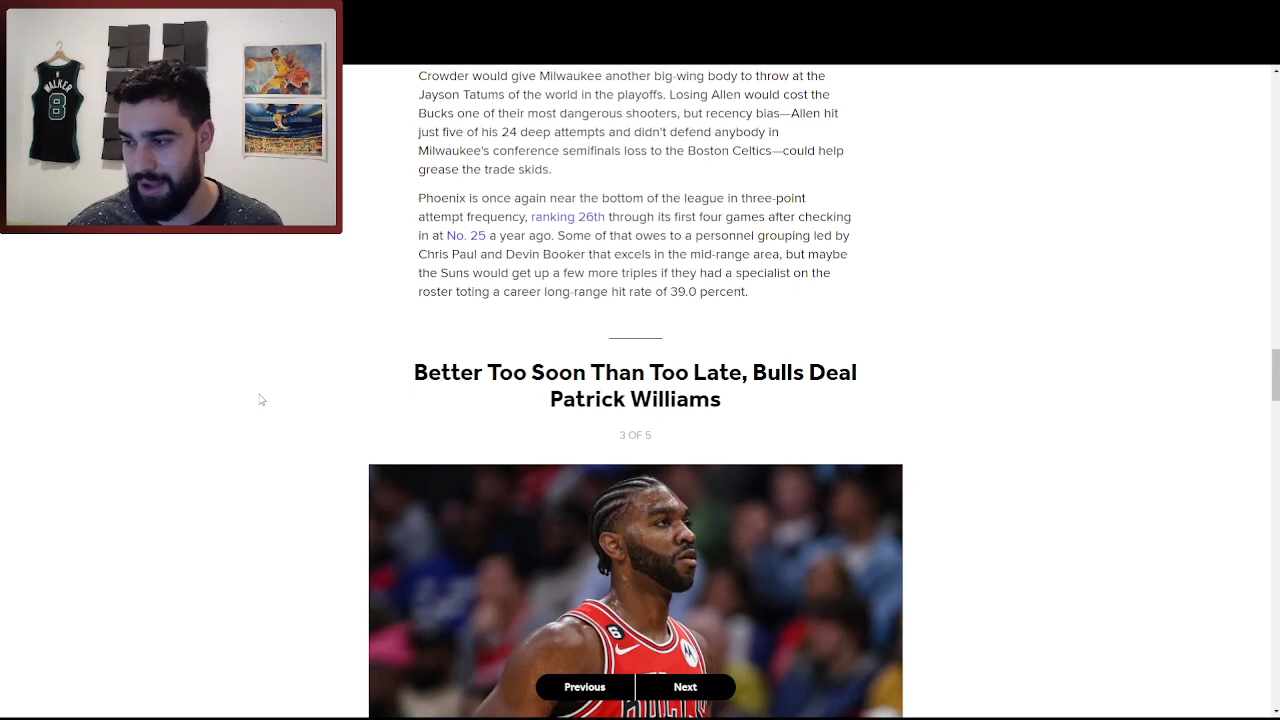 WALKER
8
Crowder would give Milwaukee another big-wing body to throw at the
Jayson Tatums of the world in the playoffs. Losing Allen would cost the
Bucks one of their most dangerous shooters, but recency bias—Allen hit
just five of his 24 deep attempts and didn't defend anybody in
Milwaukee's conference semifinals loss to the Boston Celtics—could help
grease the trade skids.
Phoenix is once again near the bottom of the league in three-point
attempt frequency, ranking 26th through its first four games after checking
in at No. 25 a year ago. Some of that owes to a personnel grouping led by
Chris Paul and Devin Booker that excels in the mid-range area, but maybe
the Suns would get up a few more triples if they had a specialist on the
roster toting a career long-range hit rate of 39.0 percent.
Better Too Soon Than Too Late, Bulls Deal
Patrick Williams
3 OF 5
6
Previous
Next